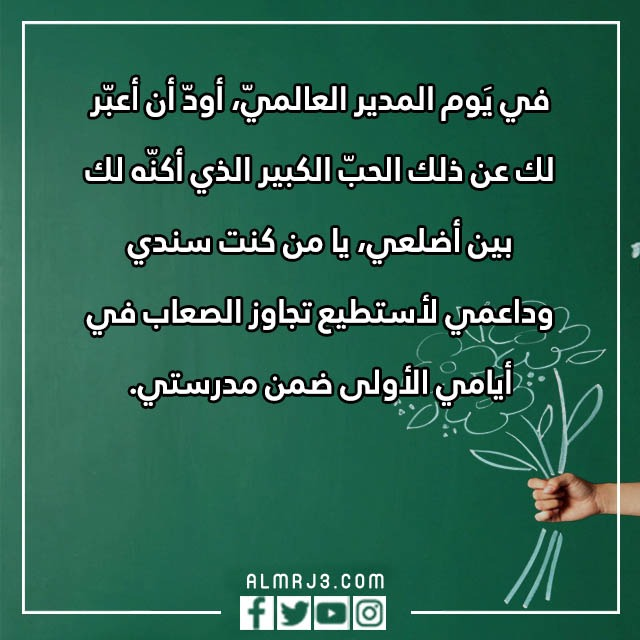 في يَوم المدير العالميّ، أودّ أن أعبّر
لك عن ذلك الحبّ الكبير الذي أكنّه لك
بين أضلعي، يا من كنت سندي
وداعمي لأستطيع تجاوز الصعاب في
أيامي الأولى ضمن مدرستي.
ALMRJ3.COM